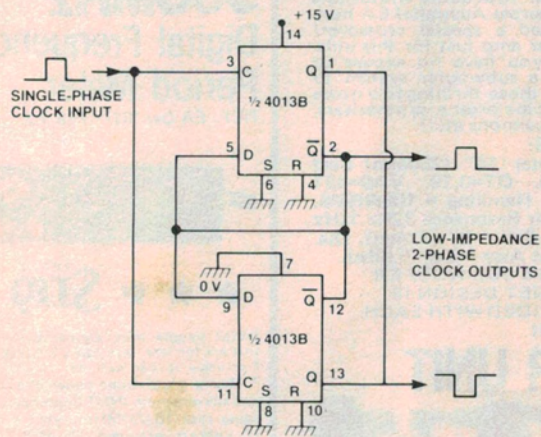 +15 V
14
3
C
Q
1
½ 4013B
SINGLE-PHASE
CLOCK INPUT
5
D
Q̅
2
S
R
6
4
LOW-IMPEDANCE
2-PHASE
CLOCK OUTPUTS
7
0 V
9
D
Q̅
12
½ 4013B
C
Q
13
11
S
R
8
10